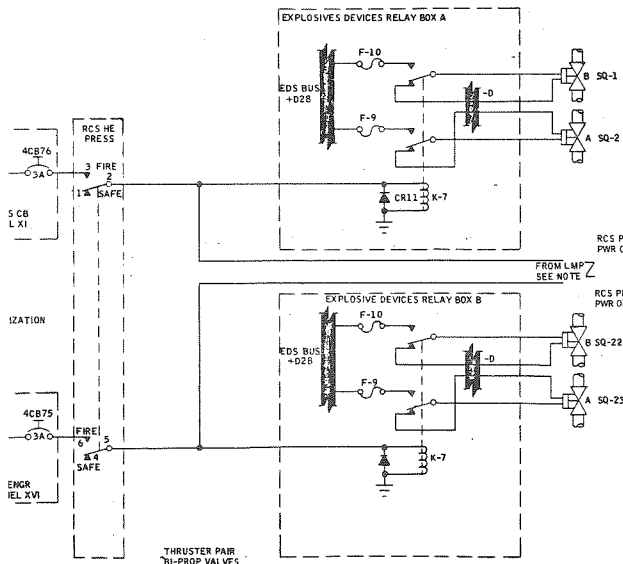 EXPLOSIVES DEVICES RELAY BOX A
F-10
EDS BUS
+D28
F-9
-D
B SQ-1
A SQ-2
RCS HE
PRESS
4CB76
3A
3 FIRE
2
1
SAFE
S CB
L XI
CR11
K-7
RCS P
PWR O
FROM LMP
SEE NOTE
RCS P
PWR O
EXPLOSIVE DEVICES RELAY BOX B
IZATION
F-10
EDS BUS
+D2B
F-9
-D
B SQ-22
A SQ-23
4CB75
3A
FIRE
6
5
4
SAFE
K-7
ENGR
NEL XVI
THRUSTER PAIR
BI-PROP VALVES